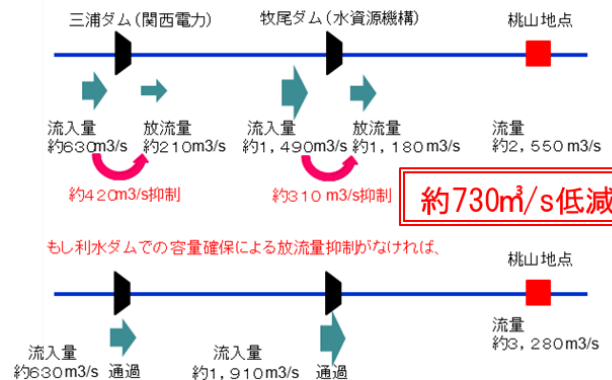 三浦ダム(関西電力) 牧尾ダム(水資源機構) 桃山地点
流入量 放流量 流入量 放流量 流量
約630m3/s 約210m3/s 約1,490m3/s 約1,180m3/s 約2,550m3/s
約420m3/s抑制 約310m3/s抑制 約730㎥/s低減
もし利水ダムでの容量確保による放流量抑制がなければ、
桃山地点
流量
約3,280m3/s
流入量 流入量
約630m3/s 通過 約1,910m3/s 通過